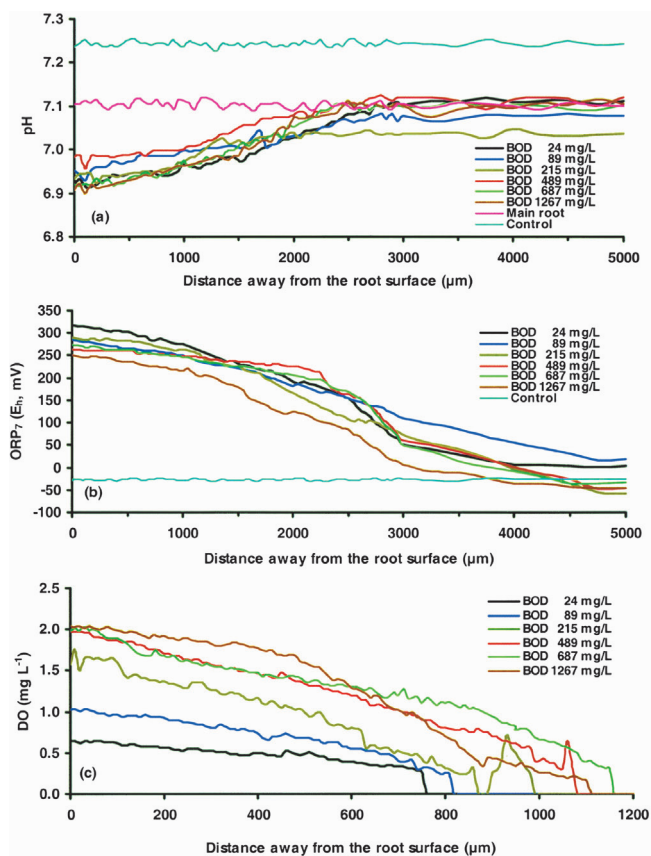 7.3
7.2
7.1
7.0
6.9
6.8
pH
(a)
BOD 24 mg/L
BOD 89 mg/L
BOD 215 mg/L
BOD 489 mg/L
BOD 687 mg/L
BOD 1267 mg/L
Main root
Control
0 1000 2000 3000 4000 5000
Distance away from the root surface (µm)
350
300
250
200
150
100
50
0
-50
-100
ORP7 (Eh, mV)
(b)
BOD 24 mg/L
BOD 89 mg/L
BOD 215 mg/L
BOD 489 mg/L
BOD 687 mg/L
BOD 1267 mg/L
Control
0 1000 2000 3000 4000 5000
Distance away from the root surface (µm)
2.5
2.0
1.5
1.0
0.5
0.0
DO (mg L⁻¹)
(c)
BOD 24 mg/L
BOD 89 mg/L
BOD 215 mg/L
BOD 489 mg/L
BOD 687 mg/L
BOD 1267 mg/L
0 200 400 600 800 1000 1200
Distance away from the root surface (µm)